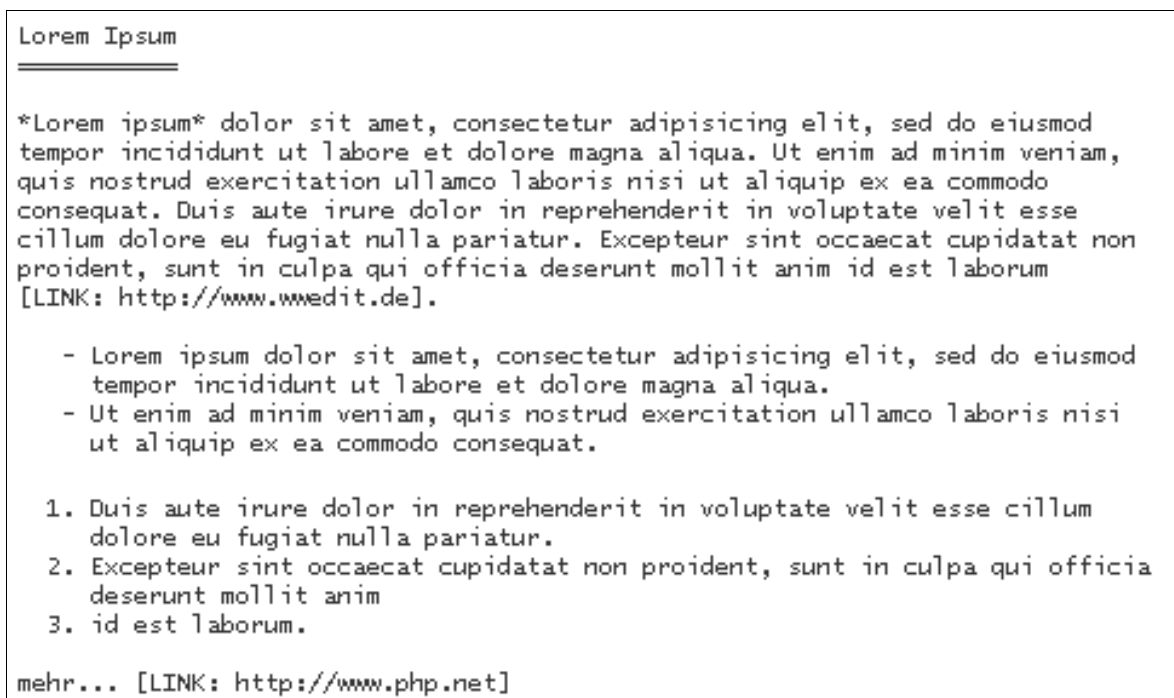 Lorem Ipsum
===========
*Lorem ipsum* dolor sit amet, consectetur adipisicing elit, sed do eiusmod
tempor incididunt ut labore et dolore magna aliqua. Ut enim ad minim veniam,
quis nostrud exercitation ullamco laboris nisi ut aliquip ex ea commodo
consequat. Duis aute irure dolor in reprehenderit in voluptate velit esse
cillum dolore eu fugiat nulla pariatur. Excepteur sint occaecat cupidatat non
proident, sunt in culpa qui officia deserunt mollit anim id est laborum
[LINK: http://www.wwedit.de].
- Lorem ipsum dolor sit amet, consectetur adipisicing elit, sed do eiusmod
tempor incididunt ut labore et dolore magna aliqua.
- Ut enim ad minim veniam, quis nostrud exercitation ullamco laboris nisi
ut aliquip ex ea commodo consequat.
1. Duis aute irure dolor in reprehenderit in voluptate velit esse cillum
dolore eu fugiat nulla pariatur.
2. Excepteur sint occaecat cupidatat non proident, sunt in culpa qui officia
deserunt mollit anim
3. id est laborum.
mehr... [LINK: http://www.php.net]